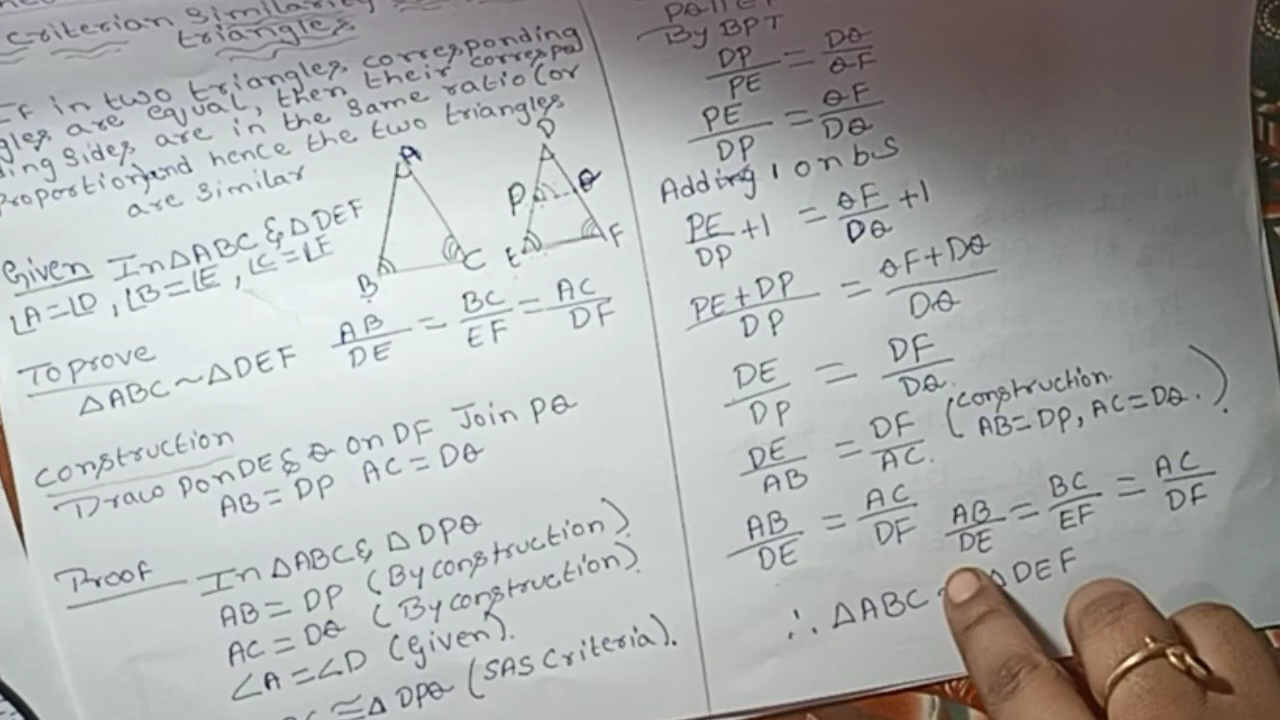 Criterian Similarity
triangles
If in two triangles, corresponding
gles are equal, then their correspo
ding sides are in the same ratio (or
Proportion) and hence the two triangles
are similar
Given In △ABC & △DEF
∠A=∠D, ∠B=∠E, ∠C=∠F
A
B
C
D
P
Q
E
F
To prove
△ABC ~ △DEF
AB/DE = BC/EF = AC/DF
Construction
Draw P on DE & Q on DF Join PQ
AB = DP AC = DQ
Proof In △ABC & △DPQ
AB = DP (By construction)
AC = DQ (By construction)
∠A = ∠D (Given).
≅ △DPQ (SAS Criteria).
By BPT
DP/PE = DQ/QF
PE/DP = QF/DQ
Adding 1 on bs
PE/DP +1 = QF/DQ +1
PE+DP/DP = QF+DQ/DQ
DE/DP = DF/DQ.
DE/AB = DF/AC. (Construction. AB=DP, AC=DQ.)
AB/DE = AC/DF AB/DE = BC/EF = AC/DF
∴ △ABC ~ △DEF